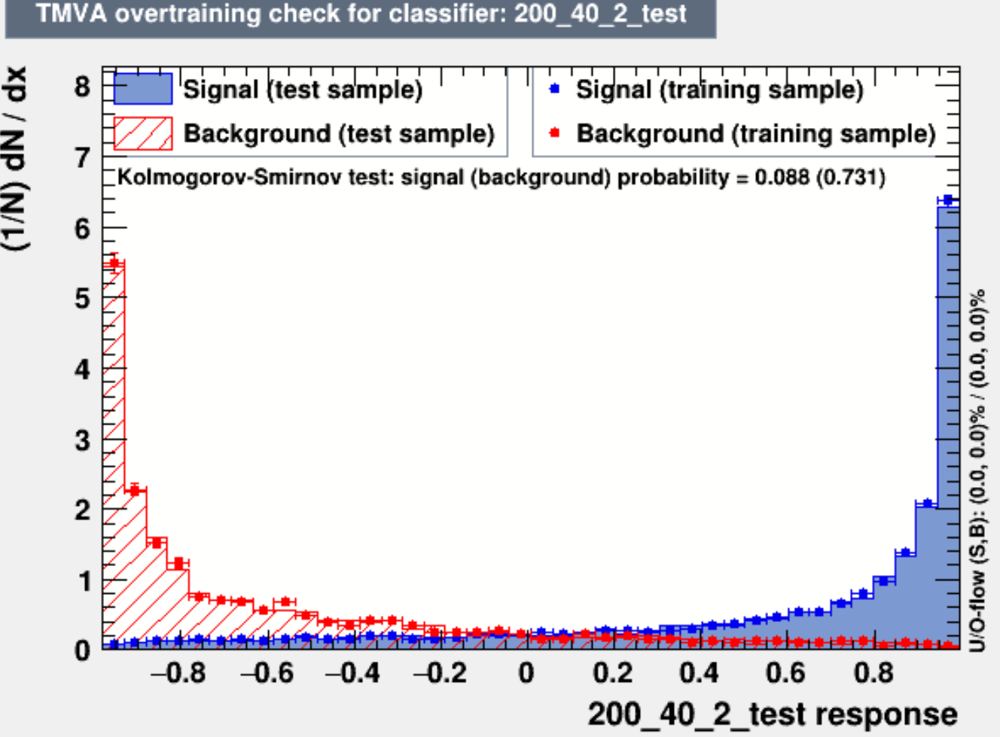 TMVA overtraining check for classifier: 200_40_2_test
(1/N) dN / dx
Signal (test sample)
Background (test sample)
Signal (training sample)
Background (training sample)
Kolmogorov-Smirnov test: signal (background) probability = 0.088 (0.731)
8
7
6
5
4
3
2
1
0
−0.8 −0.6 −0.4 −0.2 0 0.2 0.4 0.6 0.8
200_40_2_test response
U/O-flow (S,B): (0.0, 0.0)% / (0.0, 0.0)%